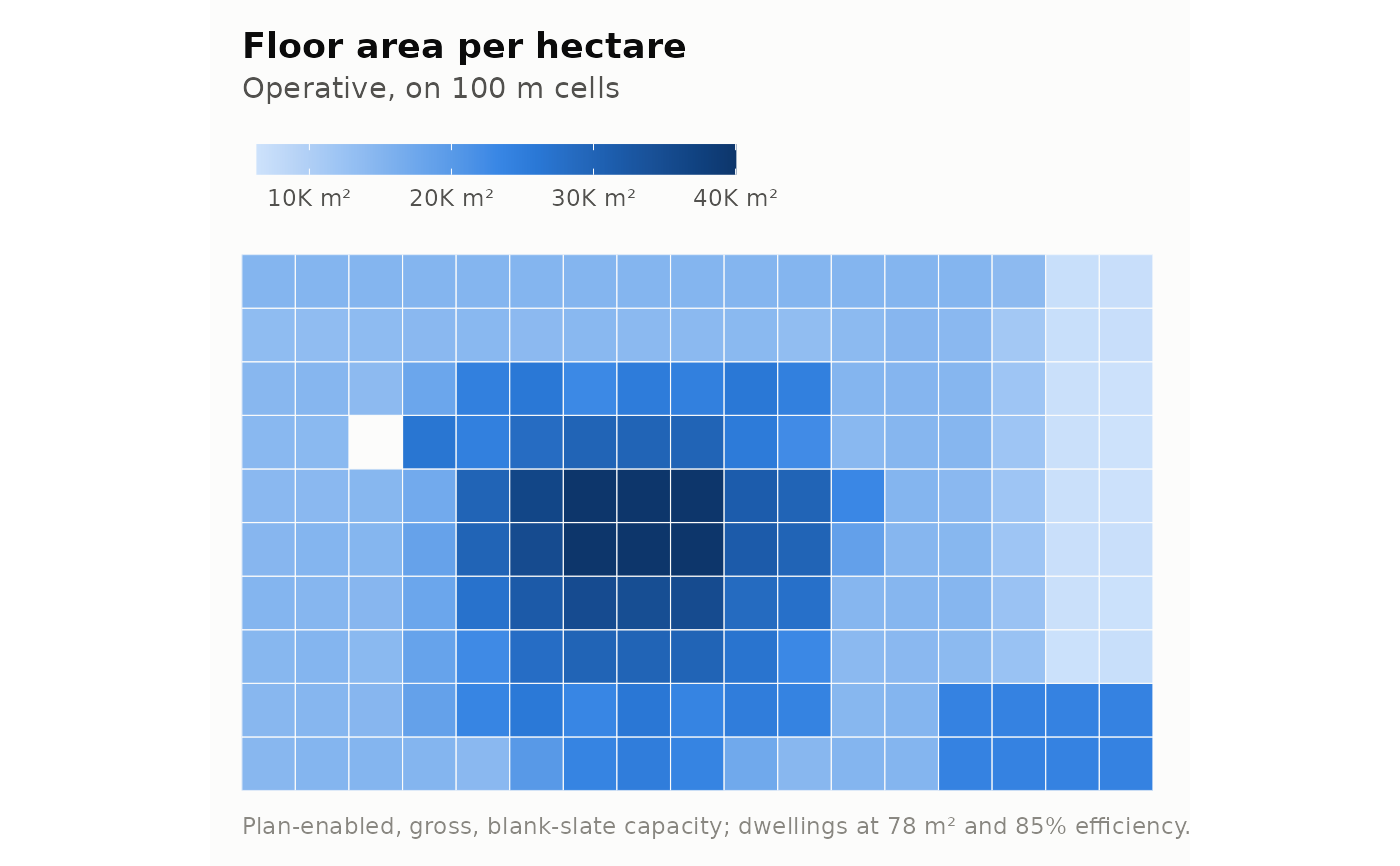 Floor area per hectare
Operative, on 100 m cells
10K m² 20K m² 30K m² 40K m²
Plan-enabled, gross, blank-slate capacity; dwellings at 78 m² and 85% efficiency.